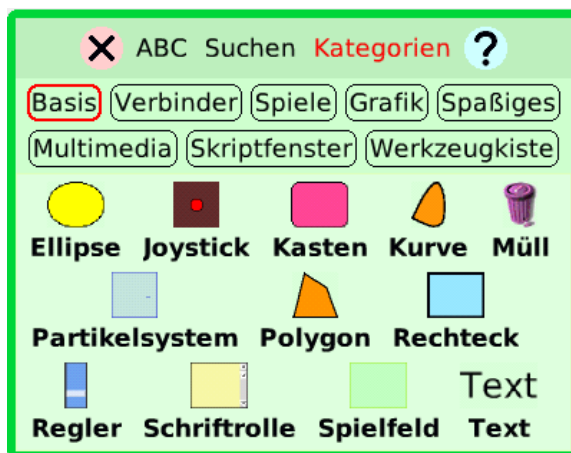 ABC Suchen Kategorien ?
Basis Verbinder Spiele Grafik Spaßiges
Multimedia Skriptfenster Werkzeugkiste
Ellipse Joystick Kasten Kurve Müll
Partikelsystem Polygon Rechteck
Text
Regler Schriftrolle Spielfeld Text